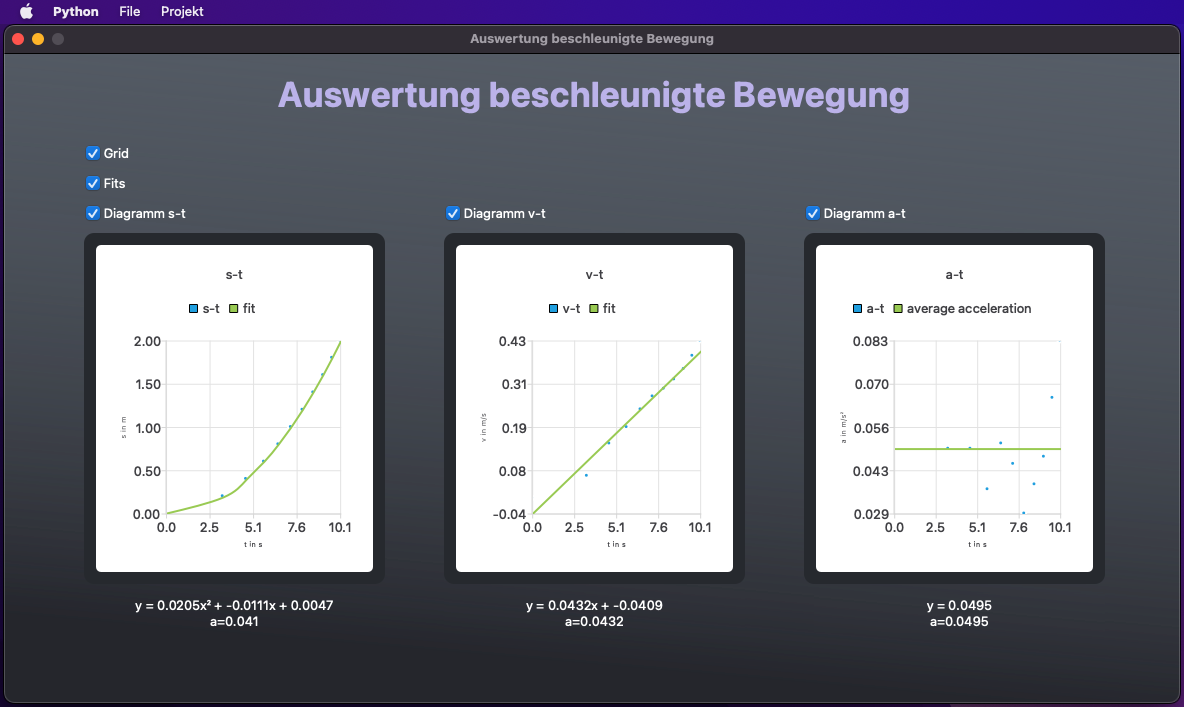 Python File Projekt
Auswertung beschleunigte Bewegung
Auswertung beschleunigte Bewegung
Grid
Fits
Diagramm s-t
Diagramm v-t
Diagramm a-t
s-t
s-t fit
2.00
1.50
1.00
0.50
0.00
s in m
0.0 2.5 5.1 7.6 10.1
t in s
v-t
v-t fit
0.43
0.31
0.19
0.08
-0.04
v in m/s
0.0 2.5 5.1 7.6 10.1
t in s
a-t
a-t average acceleration
0.083
0.070
0.056
0.043
0.029
a in m/s²
0.0 2.5 5.1 7.6 10.1
t in s
y = 0.0205x² + -0.0111x + 0.0047
a=0.041
y = 0.0432x + -0.0409
a=0.0432
y = 0.0495
a=0.0495